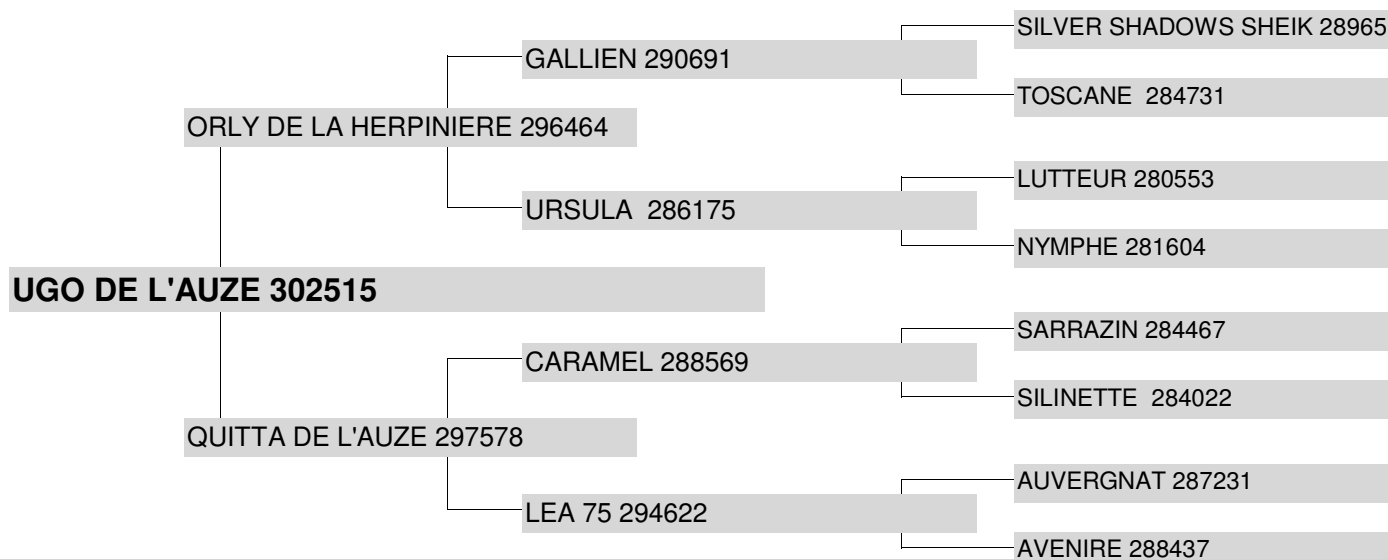 SILVER SHADOWS SHEIK 28965
GALLIEN 290691
TOSCANE 284731
ORLY DE LA HERPINIERE 296464
LUTTEUR 280553
URSULA 286175
NYMPHE 281604
UGO DE L'AUZE 302515
SARRAZIN 284467
CARAMEL 288569
SILINETTE 284022
QUITTA DE L'AUZE 297578
AUVERGNAT 287231
LEA 75 294622
AVENIRE 288437